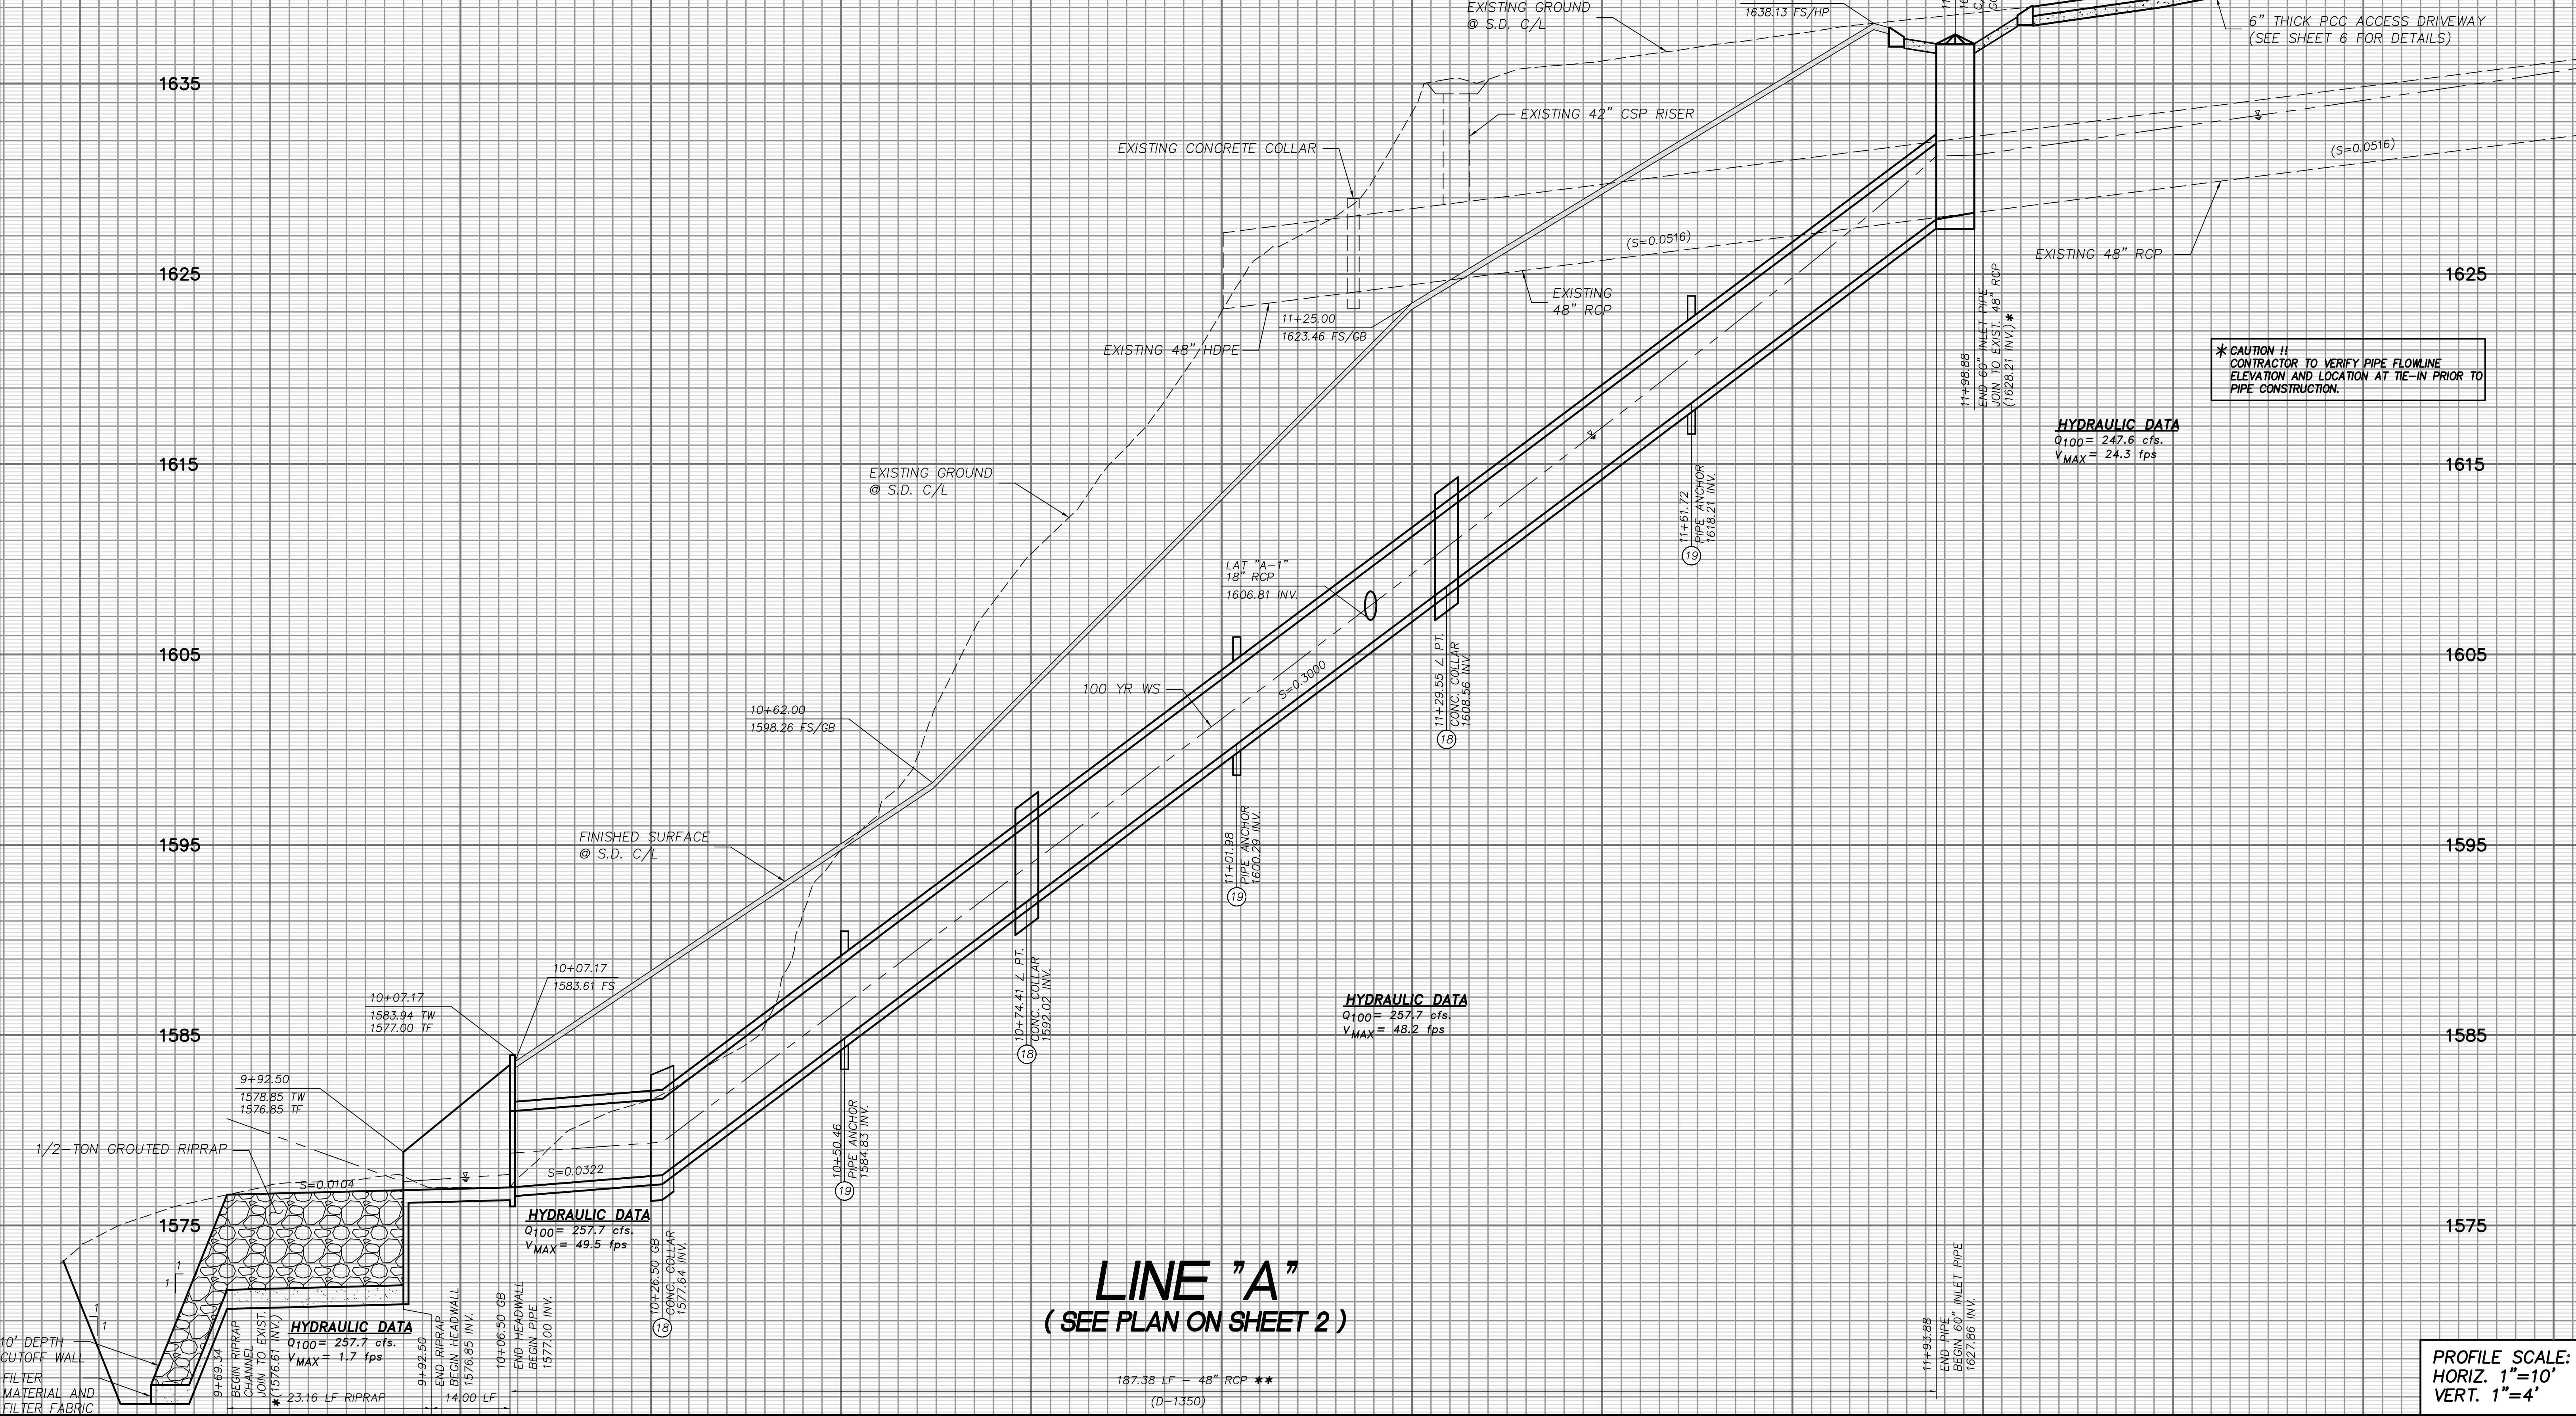 EXISTING GROUND
@ S.D. C/L
1638.13 FS/HP
6" THICK PCC ACCESS DRIVEWAY
(SEE SHEET 6 FOR DETAILS)
1635
EXISTING 42" CSP RISER
EXISTING CONCRETE COLLAR
(S=0.0516)
(S=0.0516)
EXISTING 48" RCP
1625
1625
EXISTING
48" RCP
11+25.00
1623.46 FS/GB
EXISTING 48" HDPE
11+98.88
END 60" INLET PIPE
JOIN TO EXIST. 48" RCP
(1628.21 INV.) *
* CAUTION !!
CONTRACTOR TO VERIFY PIPE FLOWLINE
ELEVATION AND LOCATION AT TIE-IN PRIOR TO
PIPE CONSTRUCTION.
HYDRAULIC DATA
Q100= 247.6 cfs.
VMAX= 24.3 fps
1615
1615
EXISTING GROUND
@ S.D. C/L
11+61.72
PIPE ANCHOR
1618.21 INV.
19
LAT "A-1"
18" RCP
1606.81 INV.
1605
1605
S=0.3000
100 YR WS
11+29.55 ∠ PT.
CONC. COLLAR
1608.56 INV.
18
10+62.00
1598.26 FS/GB
FINISHED SURFACE
@ S.D. C/L
1595
1595
11+01.98
PIPE ANCHOR
1600.29 INV.
19
10+74.41 ∠ PT.
CONC. COLLAR
1592.02 INV.
18
10+07.17
1583.61 FS
10+07.17
1583.94 TW
1577.00 TF
HYDRAULIC DATA
Q100= 257.7 cfs.
VMAX= 48.2 fps
1585
1585
9+92.50
1578.85 TW
1576.85 TF
1/2-TON GROUTED RIPRAP
10+50.46
PIPE ANCHOR
1584.83 INV.
19
S=0.0322
S=0.0104
HYDRAULIC DATA
Q100= 257.7 cfs.
VMAX= 49.5 fps
1575
1575
10+26.50 GB
CONC. COLLAR
1577.64 INV.
18
1
1
1
1
LINE "A"
( SEE PLAN ON SHEET 2 )
HYDRAULIC DATA
Q100= 257.7 cfs.
VMAX= 1.7 fps
10' DEPTH
CUTOFF WALL
FILTER
MATERIAL AND
FILTER FABRIC
9+69.34
BEGIN RIPRAP
CHANNEL
JOIN TO EXIST.
*(1576.61 INV.)
9+92.50
END RIPRAP
BEGIN HEADWALL
1576.85 INV.
10+06.50 GB
END HEADWALL
BEGIN PIPE
1577.00 INV.
11+93.88
END PIPE
BEGIN 60" INLET PIPE
1627.86 INV.
23.16 LF RIPRAP
14.00 LF
187.38 LF - 48" RCP **
(D-1350)
PROFILE SCALE:
HORIZ. 1"=10'
VERT. 1"=4'